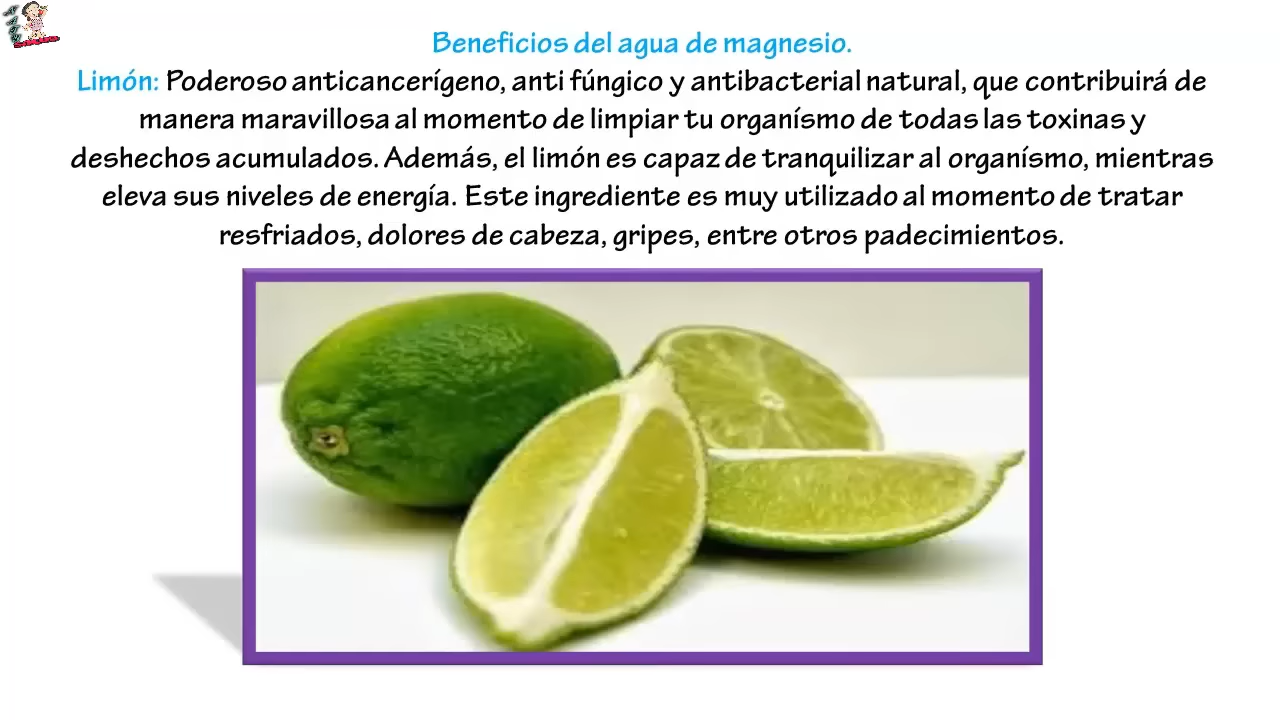 Beneficios del agua de magnesio.
Limón: Poderoso anticancerígeno, anti fúngico y antibacterial natural, que contribuirá de
manera maravillosa al momento de limpiar tu organísmo de todas las toxinas y
deshechos acumulados. Además, el limón es capaz de tranquilizar al organísmo, mientras
eleva sus niveles de energía. Este ingrediente es muy utilizado al momento de tratar
resfriados, dolores de cabeza, gripes, entre otros padecimientos.